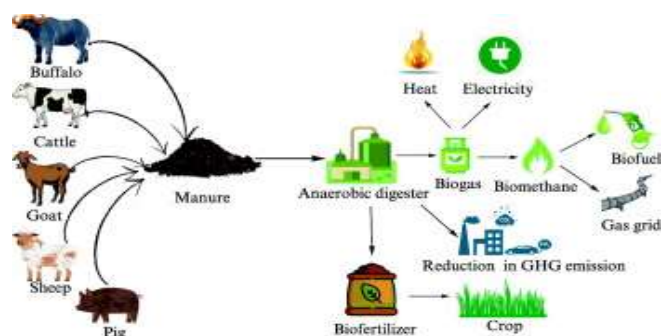 Buffalo
Cattle
Goat
Sheep
Pig
Manure
Anaerobic digester
Heat
Electricity
Biogas
Biomethane
Biofuel
Gas grid
Reduction in GHG emission
Biofertilizer
Crop